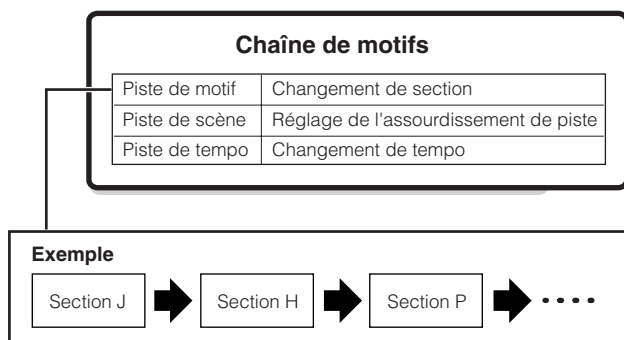 Chaîne de motifs
Piste de motif Changement de section
Piste de scène Réglage de l'assourdissement de piste
Piste de tempo Changement de tempo
Exemple
Section J Section H Section P